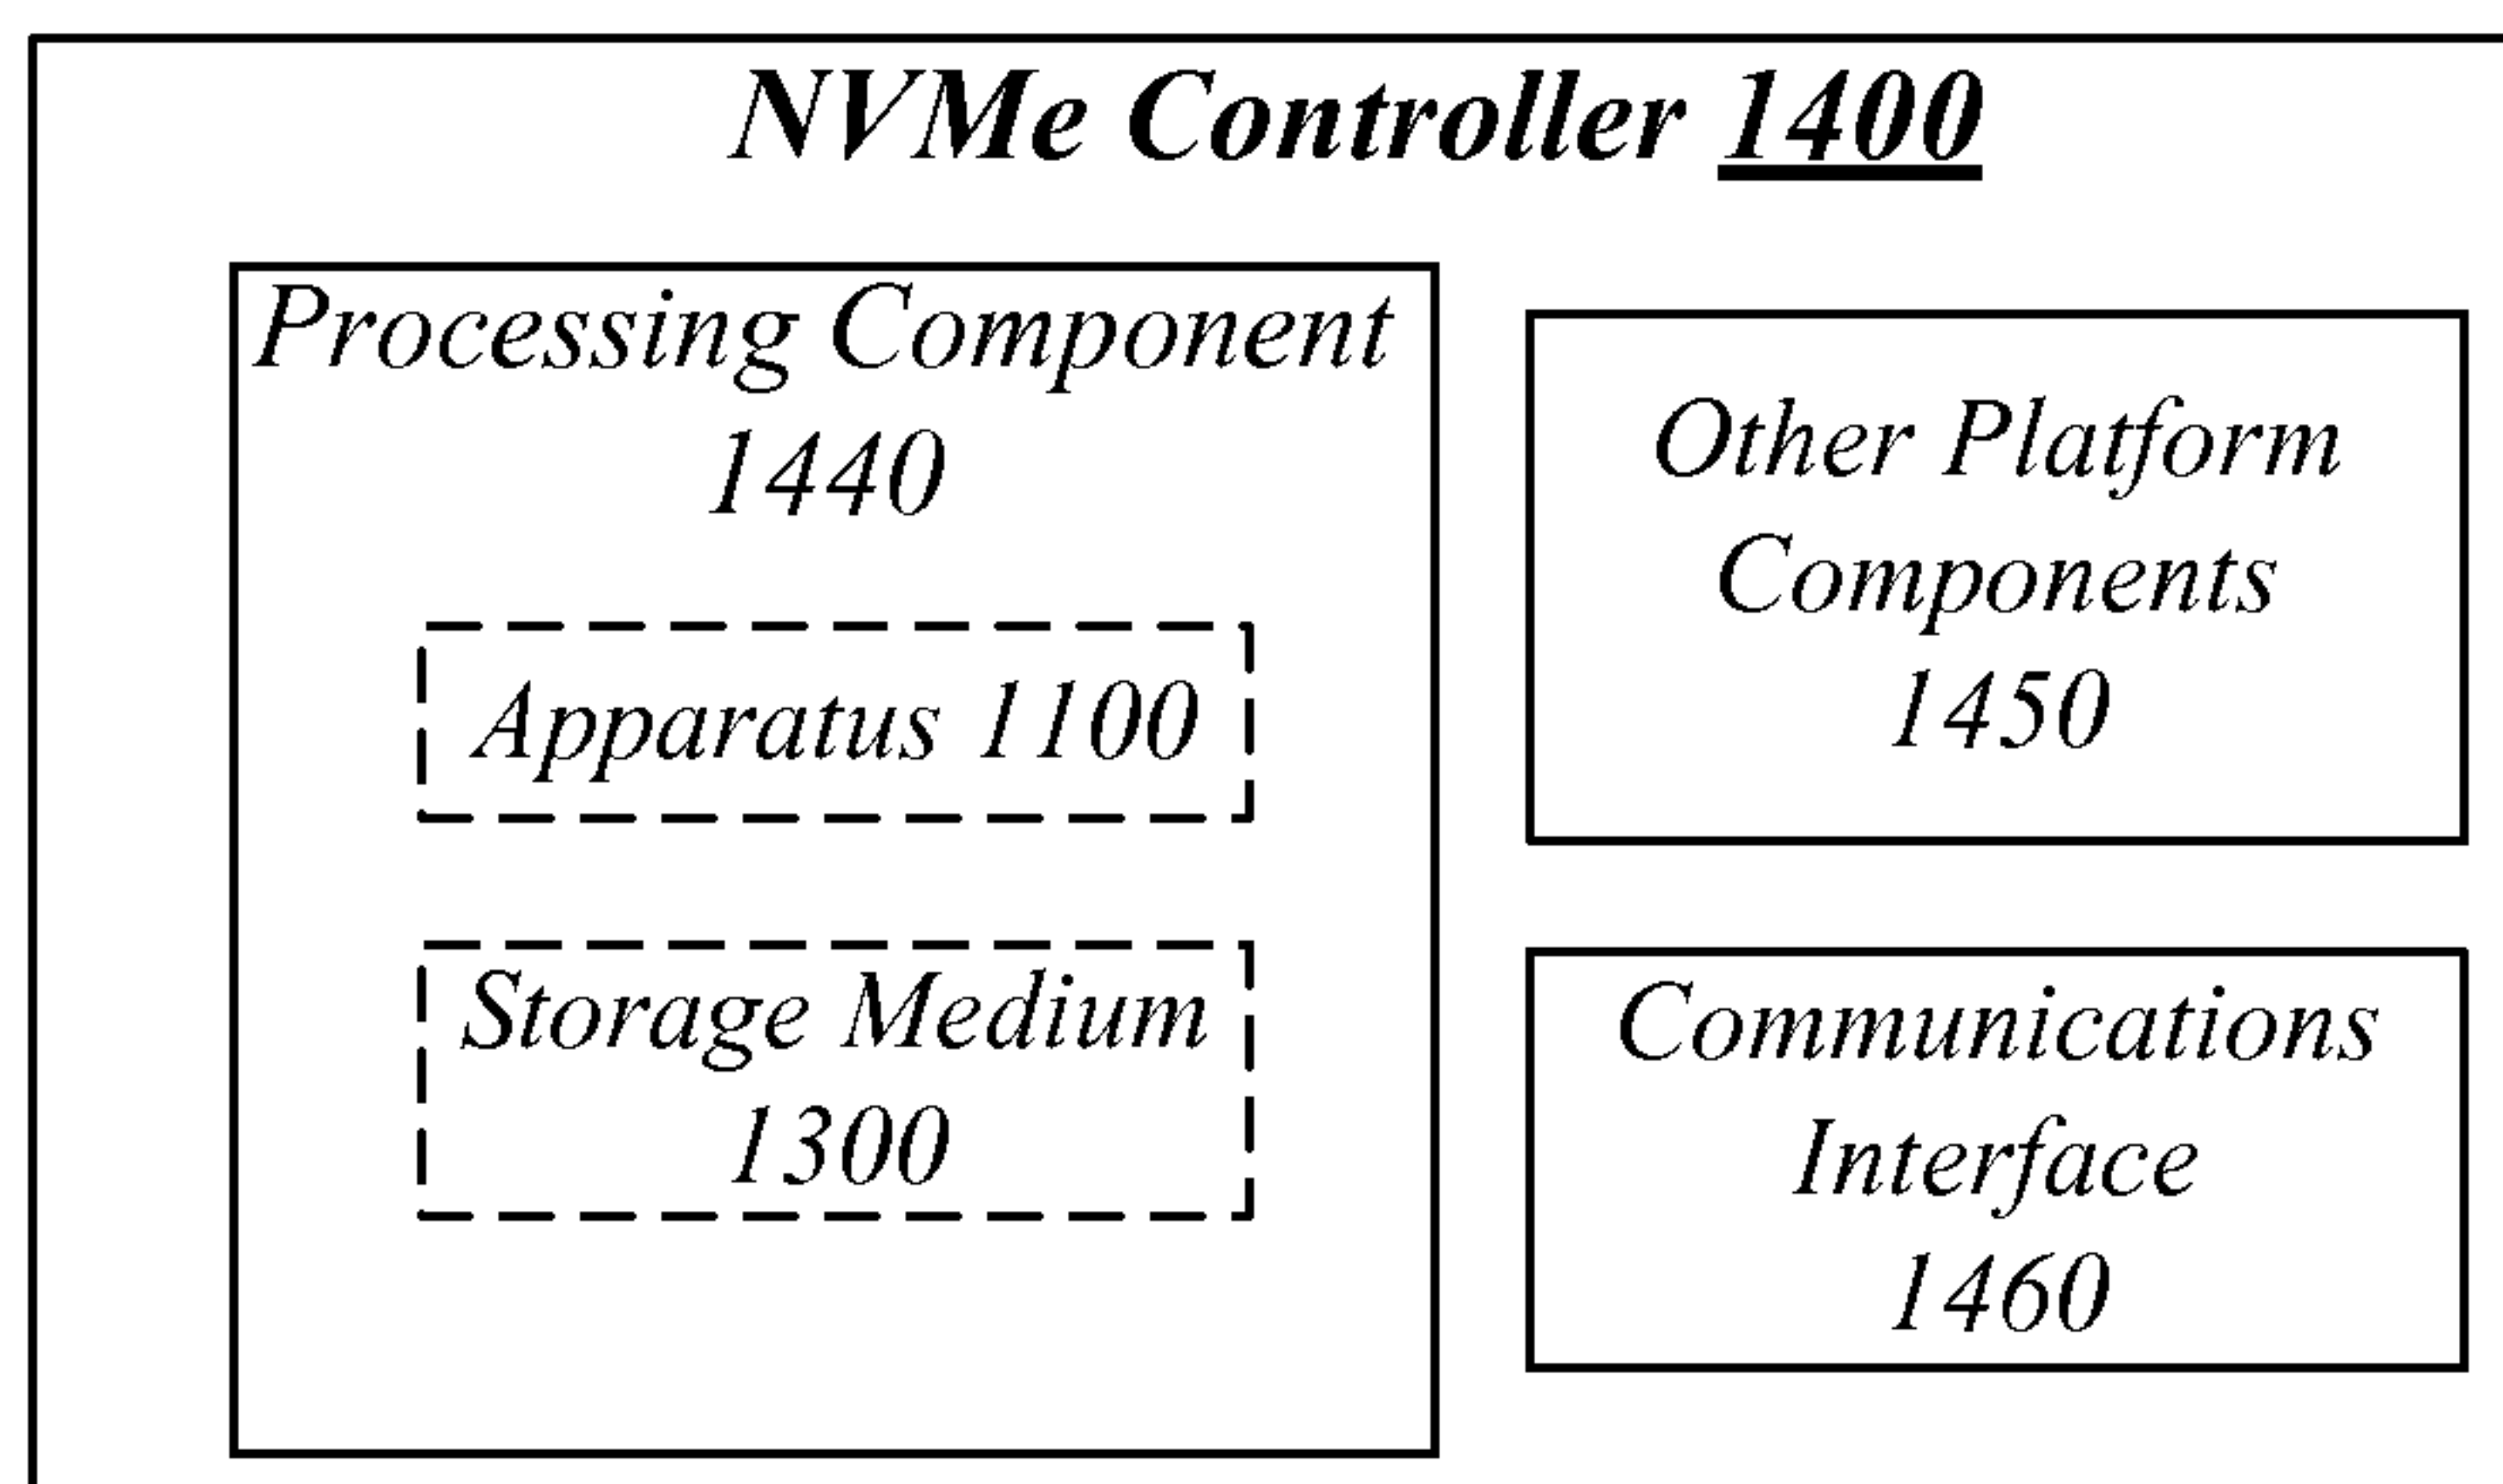 NVMe Controller 1400
Processing Component
1440
Apparatus 1100
Storage Medium
1300
Other Platform
Components
1450
Communications
Interface
1460